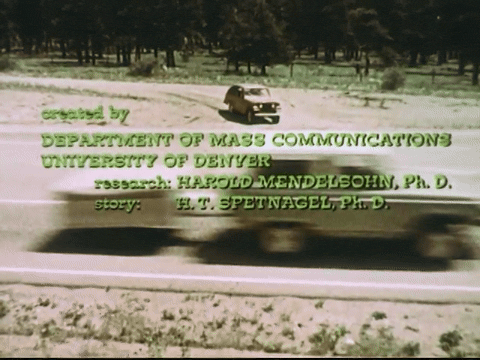 created by
DEPARTMENT OF MASS COMMUNICATIONS
UNIVERSITY OF DENVER
research: HAROLD MENDELSOHN, Ph. D.
story: H. T. SPETNAGEL, Ph. D.